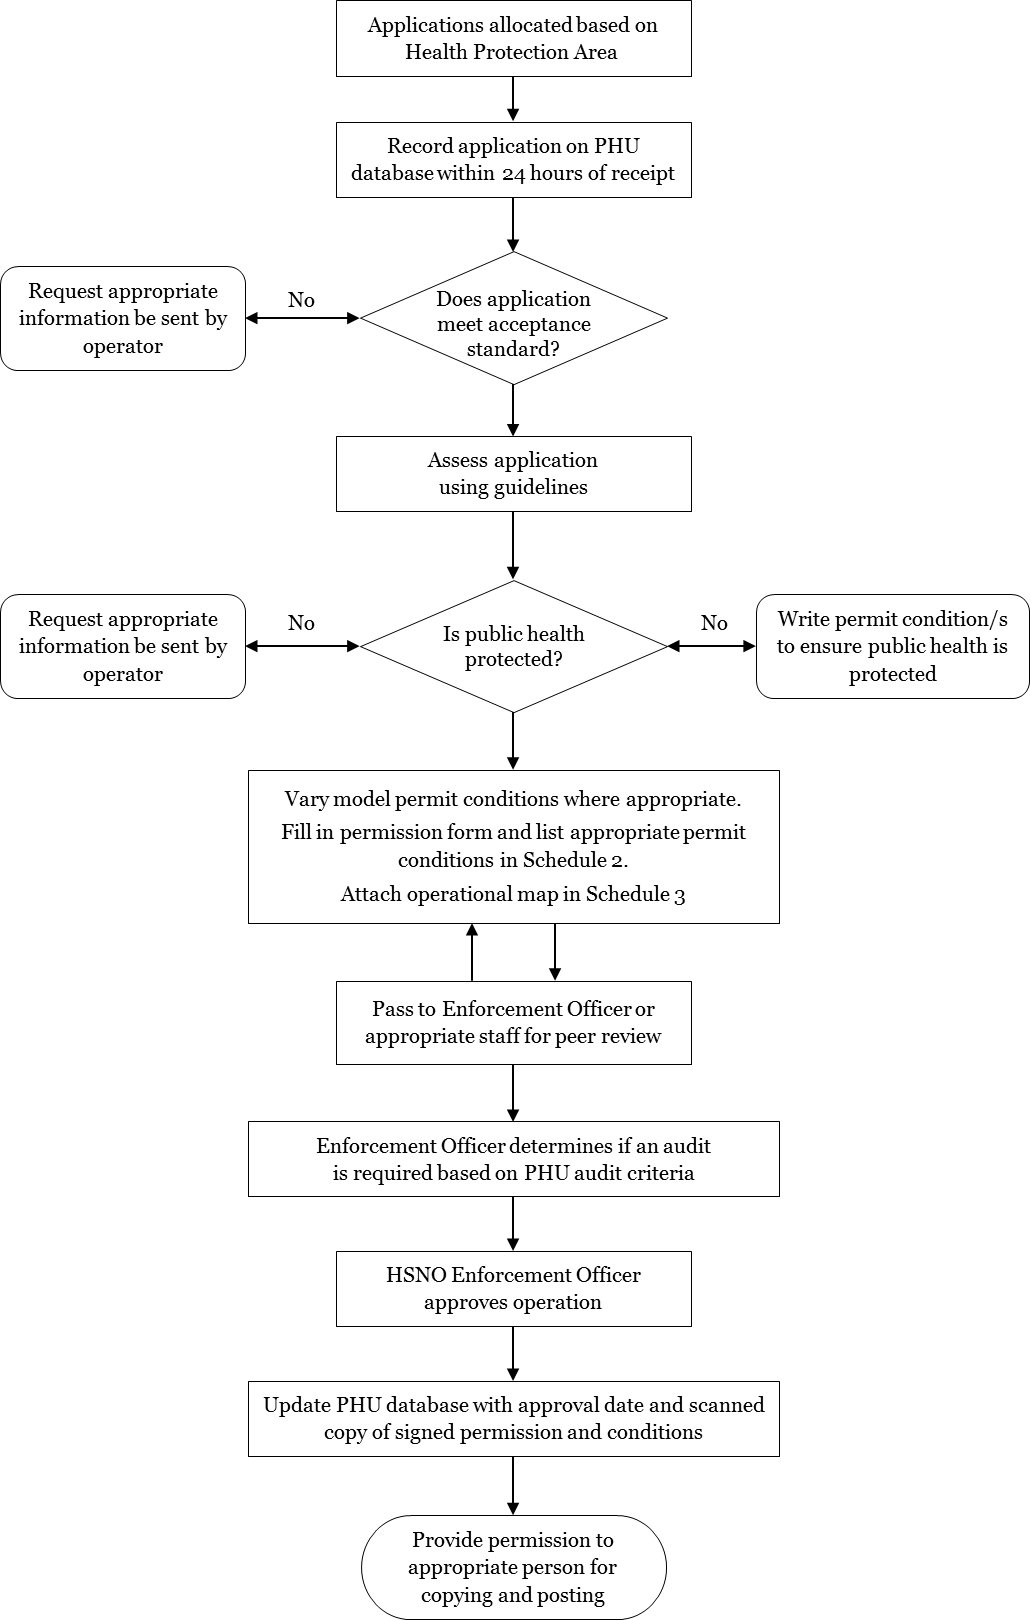 Applications allocated based on
Health Protection Area
Record application on PHU
database within 24 hours of receipt
Request appropriate
information be sent by
operator
No
Does application
meet acceptance
standard?
Assess application
using guidelines
Request appropriate
information be sent by
operator
No
Is public health
protected?
No
Write permit condition/s
to ensure public health is
protected
Vary model permit conditions where appropriate.
Fill in permission form and list appropriate permit
conditions in Schedule 2.
Attach operational map in Schedule 3
Pass to Enforcement Officer or
appropriate staff for peer review
Enforcement Officer determines if an audit
is required based on PHU audit criteria
HSNO Enforcement Officer
approves operation
Update PHU database with approval date and scanned
copy of signed permission and conditions
Provide permission to
appropriate person for
copying and posting